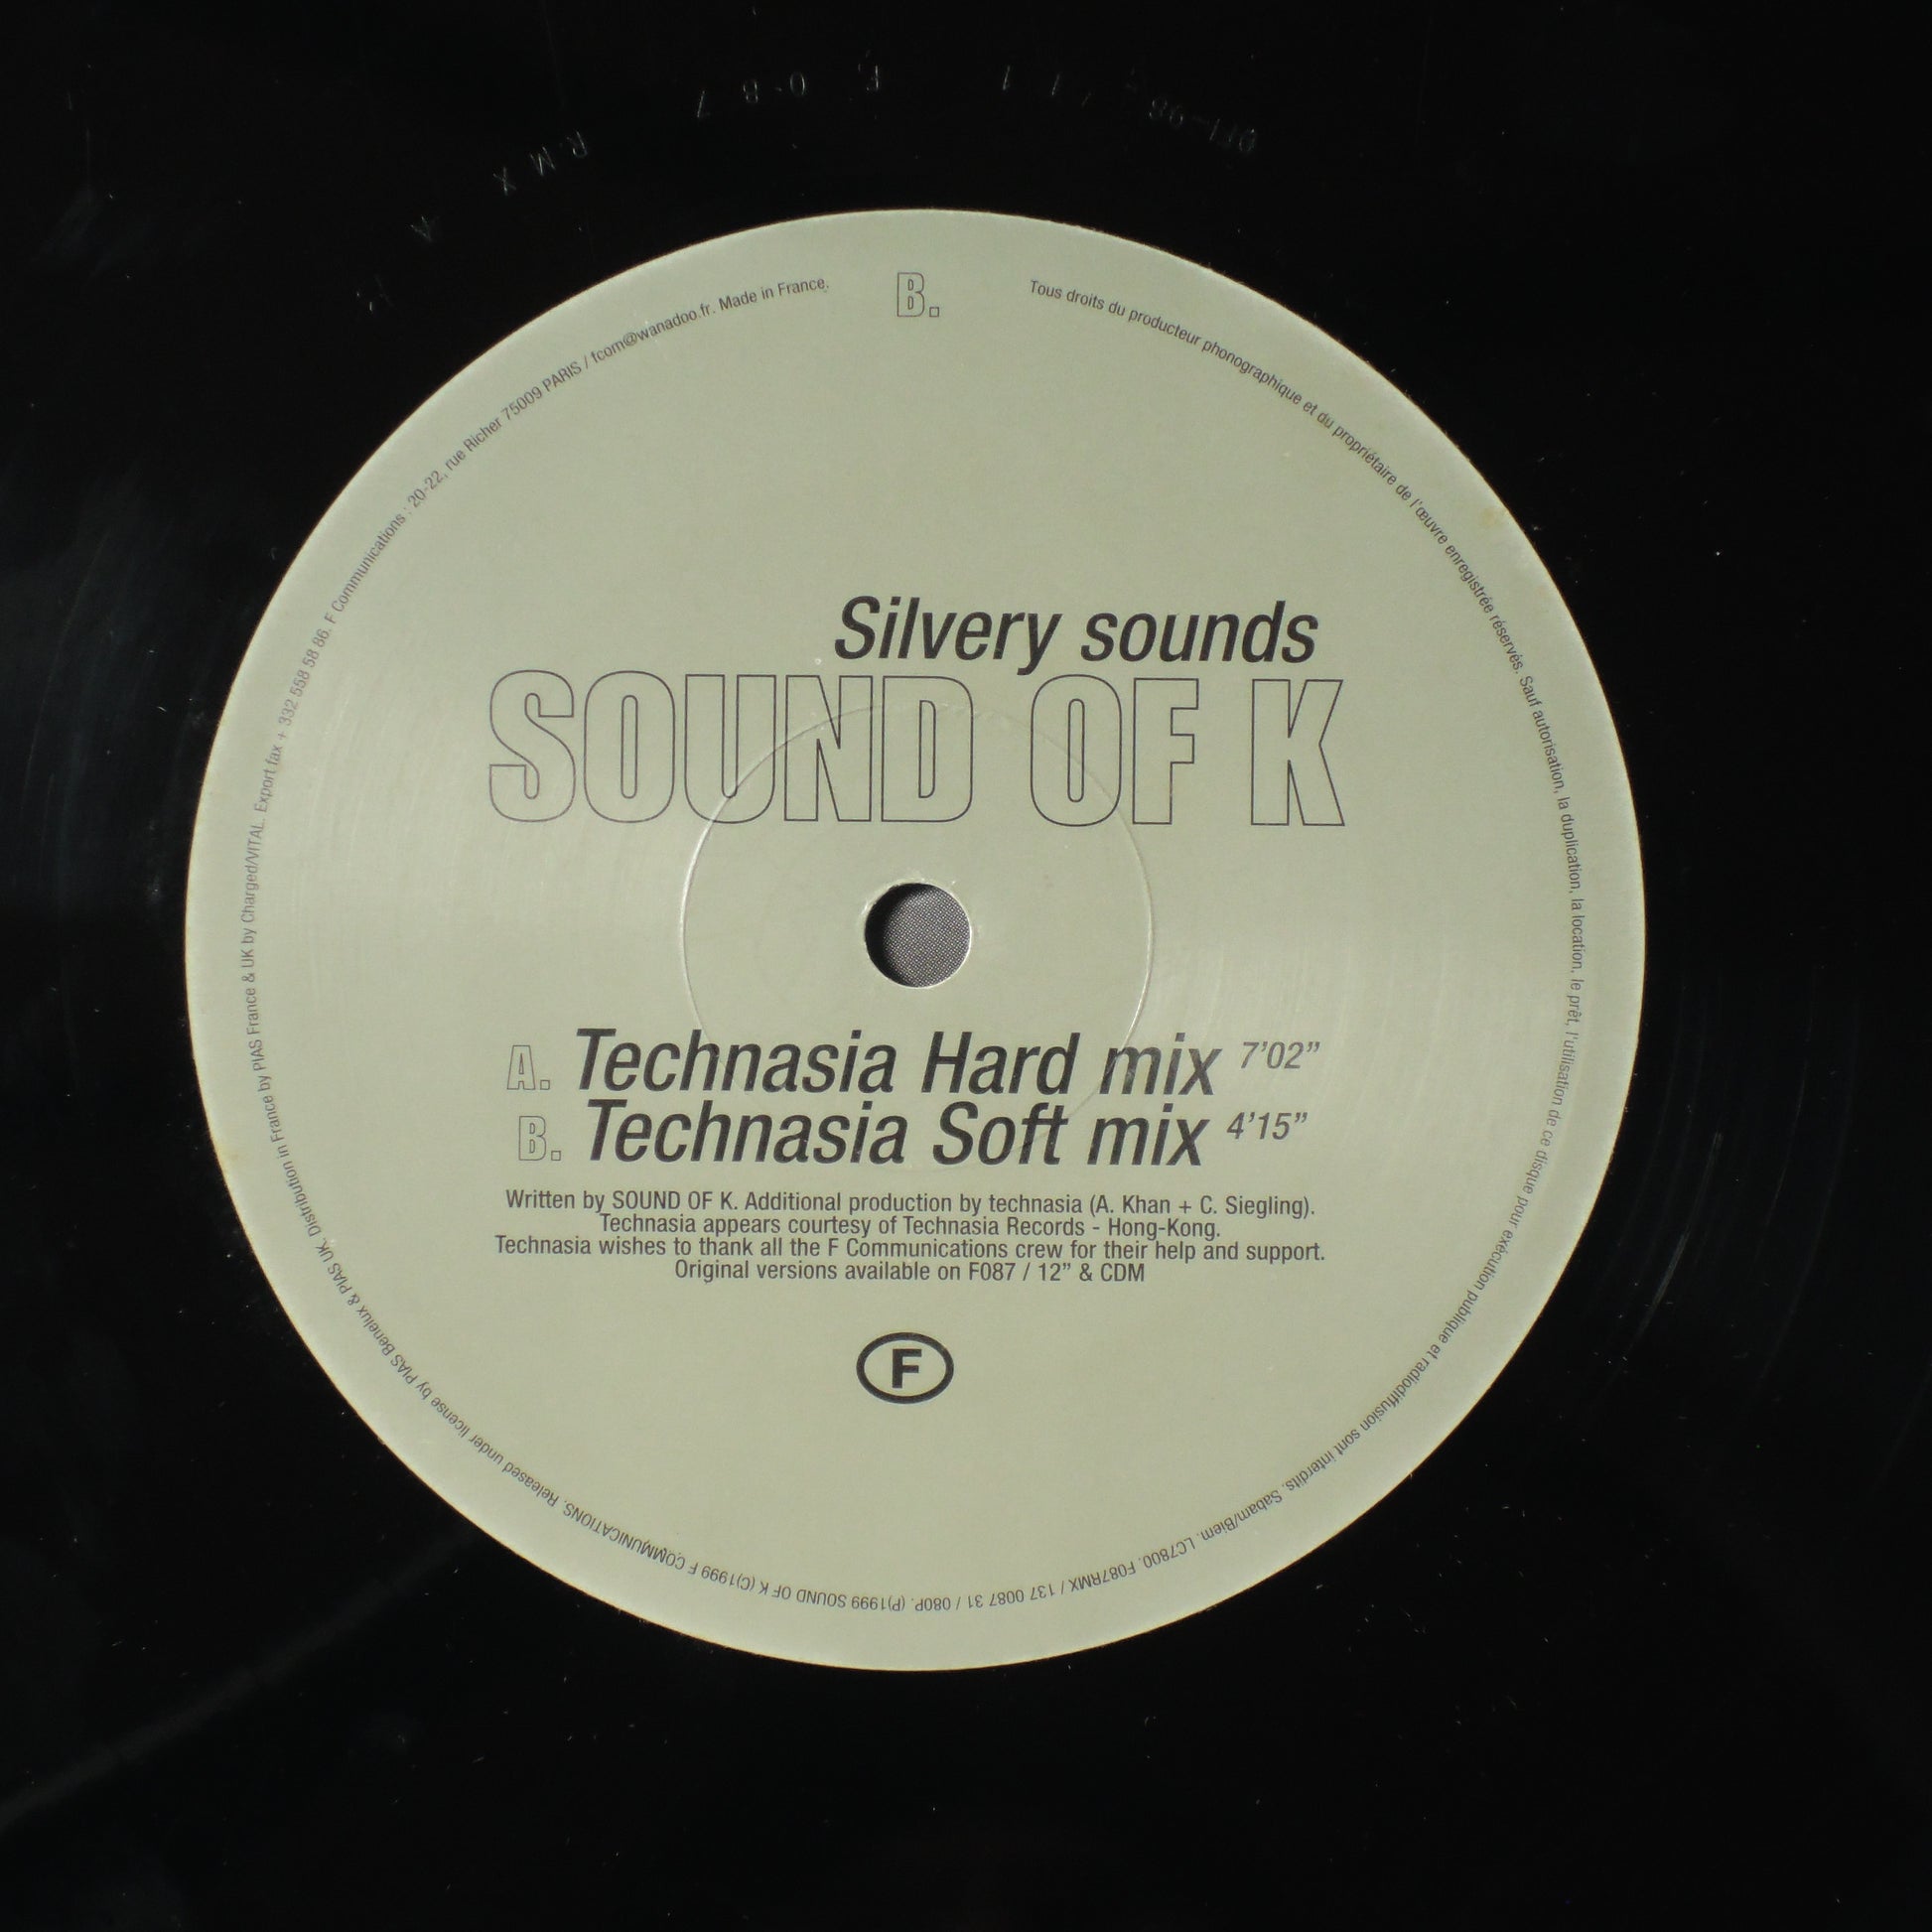 B.
Silvery sounds
SOUND OF K
A. Technasia Hard mix 7'02”
B. Technasia Soft mix 4'15”
Written by SOUND OF K. Additional production by technasia (A. Khan + C. Siegling).
Technasia appears courtesy of Technasia Records - Hong-Kong.
Technasia wishes to thank all the F Communications crew for their help and support.
Original versions available on F087 / 12” & CDM
F
Tous droits du producteur phonographique et du propriétaire de l'œuvre enregistrée réservés. Sauf autorisation, la duplication, la location, le prêt, l'utilisation de ce disque pour exécution publique et radiodiffusion sont interdits. Sabam/Biem. LC7800. F087RMX / 137 0087 31 / 080P. (P)1999 SOUND OF K (C)1999 F COMMUNICATIONS. Released under license by PIAS Benelux & PIAS UK. Distribution in France by PIAS France & UK by Charged/VITAL. Export fax + 332 558 58 86. F Communications : 20-22, rue Richer 75009 PARIS / fcom@wanadoo.fr. Made in France.
F 087 RMX A